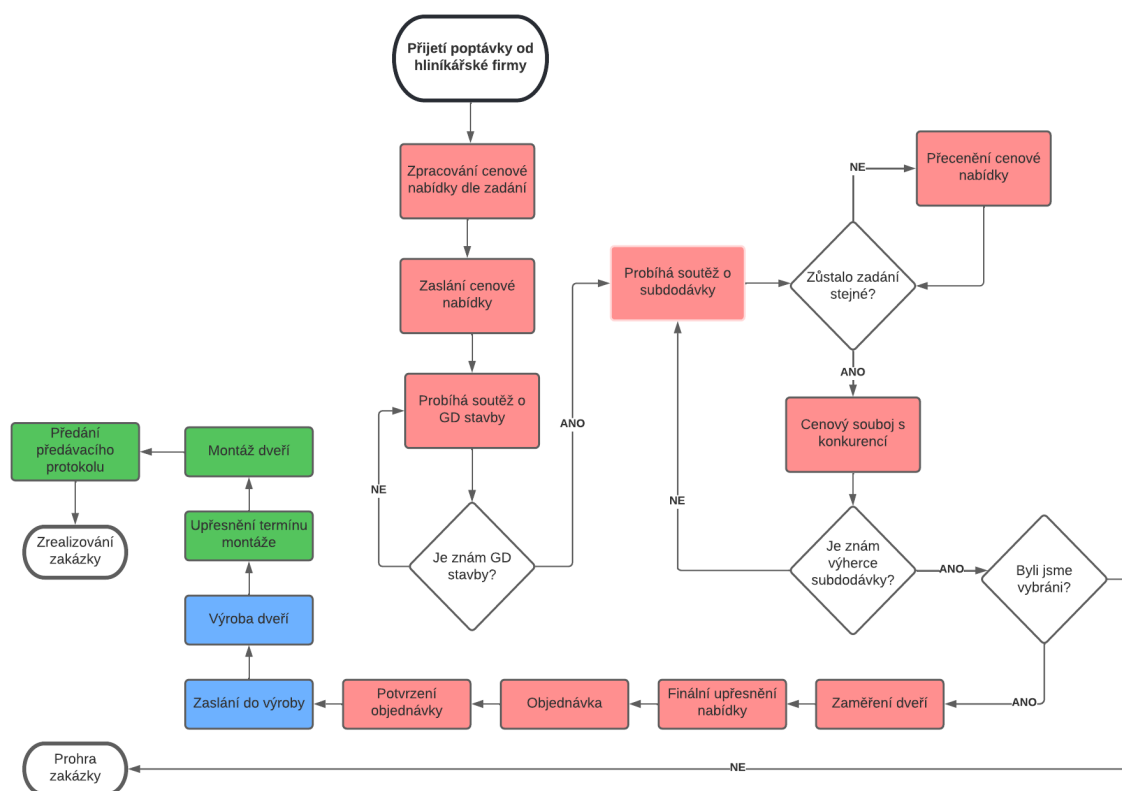 Přijetí poptávky od
hliníkářské firmy
Zpracování cenové
nabídky dle zadání
Zaslání cenové
nabídky
Probíhá soutěž o
GD stavby
NE
Je znám GD
stavby?
ANO
Probíhá soutěž o
subdodávky
Zůstalo zadání
stejné?
NE
Přecenění cenové
nabídky
ANO
Cenový souboj s
konkurencí
Je znám
výherce
subdodávky?
NE
ANO
Byli jsme
vybráni?
ANO
Zaměření dveří
Finální upřesnění
nabídky
Objednávka
Potvrzení
objednávky
Zaslání do výroby
Výroba dveří
Upřesnění termínu
montáže
Montáž dveří
Předání
předávacího
protokolu
Zrealizování
zakázky
NE
Prohra
zakázky